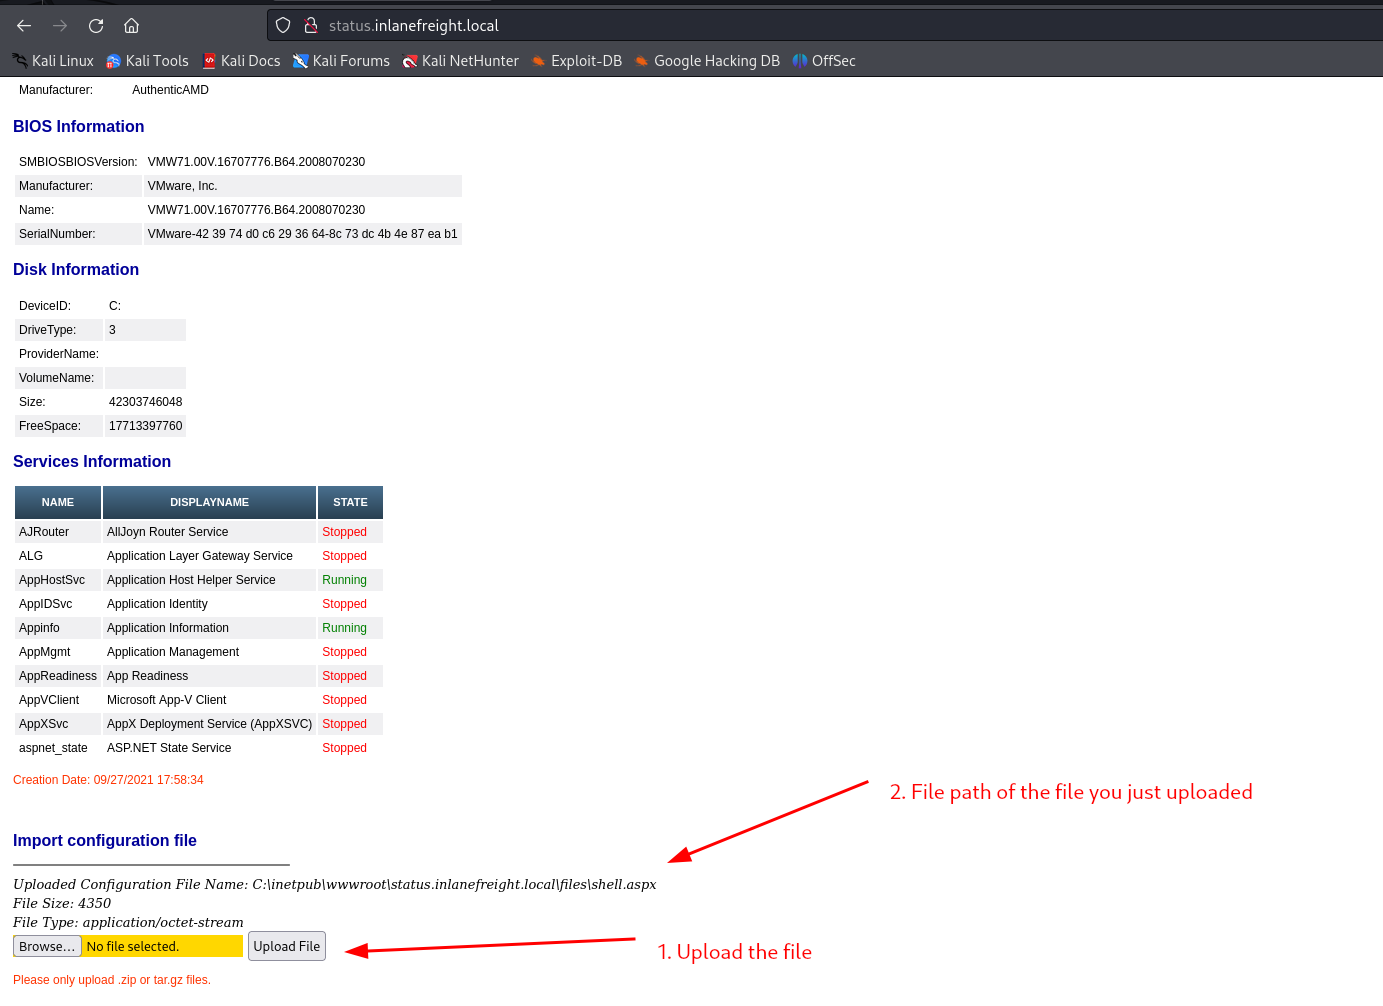 status.inlanefreight.local
Kali Linux Kali Tools Kali Docs Kali Forums Kali NetHunter Exploit-DB Google Hacking DB OffSec
Manufacturer: AuthenticAMD
BIOS Information
SMBIOSBIOSVersion: VMW71.00V.16707776.B64.2008070230
Manufacturer: VMware, Inc.
Name: VMW71.00V.16707776.B64.2008070230
SerialNumber: VMware-42 39 74 d0 c6 29 36 64-8c 73 dc 4b 4e 87 ea b1
Disk Information
DeviceID: C:
DriveType: 3
ProviderName:
VolumeName:
Size: 42303746048
FreeSpace: 17713397760
Services Information
NAME DISPLAYNAME STATE
AJRouter AllJoyn Router Service Stopped
ALG Application Layer Gateway Service Stopped
AppHostSvc Application Host Helper Service Running
AppIDSvc Application Identity Stopped
Appinfo Application Information Running
AppMgmt Application Management Stopped
AppReadiness App Readiness Stopped
AppVClient Microsoft App-V Client Stopped
AppXSvc AppX Deployment Service (AppXSVC) Stopped
aspnet_state ASP.NET State Service Stopped
Creation Date: 09/27/2021 17:58:34
2. File path of the file you just uploaded
Import configuration file
Uploaded Configuration File Name: C:\inetpub\wwwroot\status.inlanefreight.local\files\shell.aspx
File Size: 4350
File Type: application/octet-stream
Browse... No file selected. Upload File
1. Upload the file
Please only upload .zip or tar.gz files.